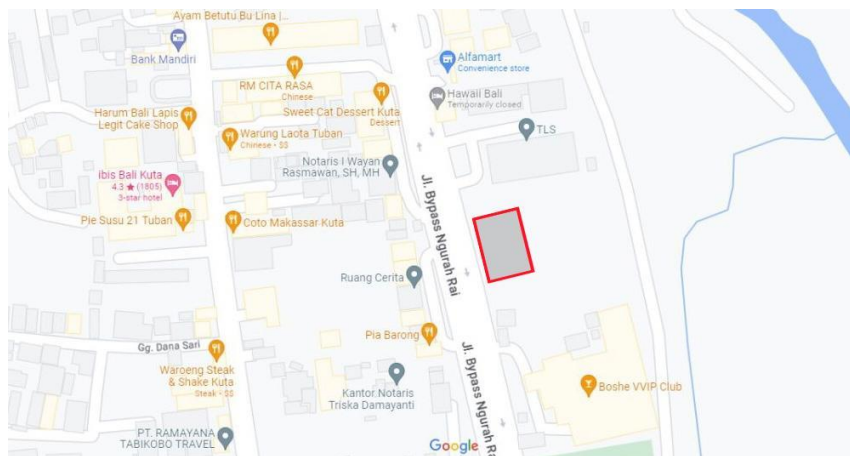 Ayam Betutu Bu Lina |...
Bank Mandiri
Alfamart
Convenience store
RM CITA RASA
Chinese
Hawaii Bali
Temporarily closed
Harum Bali Lapis
Legit Cake Shop
Sweet Cat Dessert Kuta
Dessert
TLS
Warung Laota Tuban
Chinese - $$
Notaris I Wayan
Rasmawan, SH, MH
ibis Bali Kuta
4.3 ★ (1805)
3-star hotel
Pie Susu 21 Tuban
Coto Makassar Kuta
Jl. Bypass Ngurah Rai
Ruang Cerita
Pia Barong
Gg. Dana Sari
Waroeng Steak
& Shake Kuta
Steak - $$
Jl. Bypass Ngurah Ra
Boshe VVIP Club
Kantor Notaris
Triska Damayanti
PT. RAMAYANA
TABIKOBO TRAVEL
Google